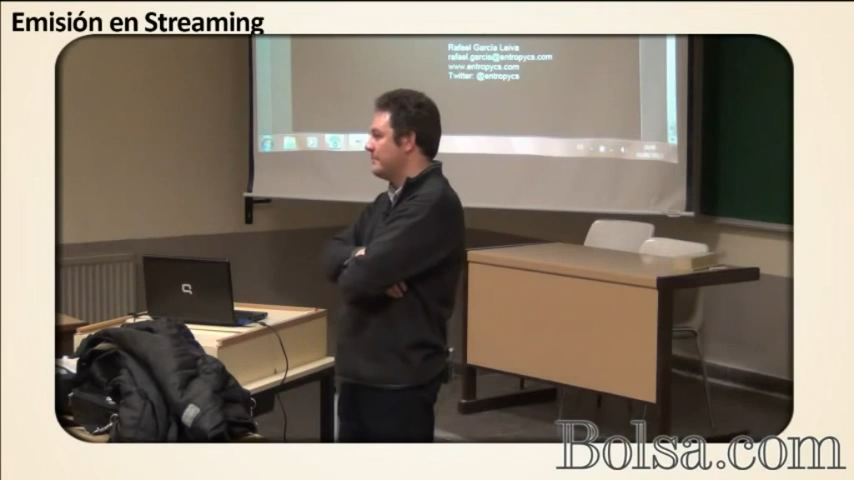 Emisión en Streaming
Rafael García Leiva
rafael.garcia@entropycs.com
www.entropycs.com
Twitter: @entropycs
Bolsa.com